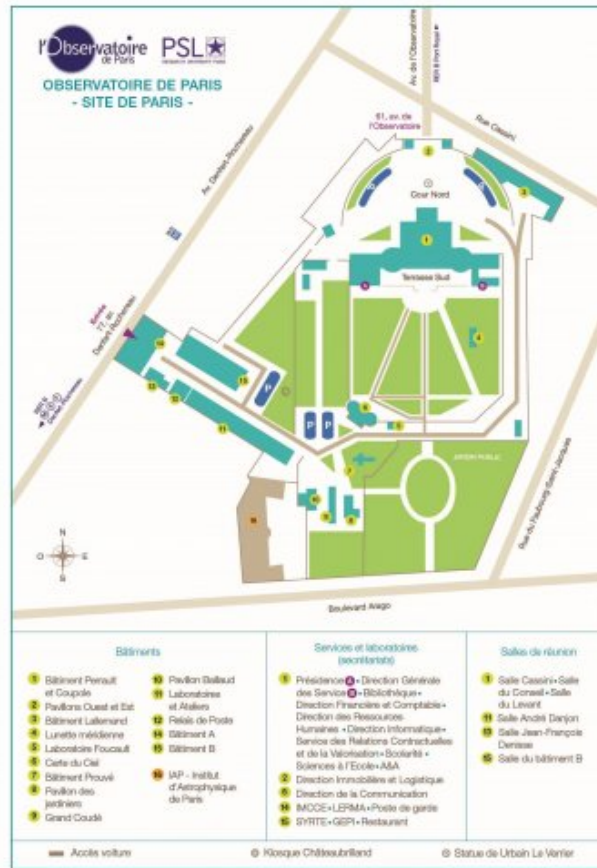 l'Observatoire
de Paris
PSL
OBSERVATOIRE DE PARIS
- SITE DE PARIS -
Av. de l'Observatoire
RER B Port Royal
61, av. de
l'Observatoire
Rue Cassini
Av. Denfert-Rochereau
Cour Nord
Terrasse Sud
Entrée
77, av.
Denfert-Rochereau
RER B
Denfert-Rochereau
P
P
P
P
P
JARDIN PUBLIC
Rue du Faubourg-Saint-Jacques
N
O
E
S
Boulevard Arago
Bâtiments
1 Bâtiment Perrault
et Coupole
2 Pavillons Ouest et Est
3 Bâtiment Lallemand
4 Lunette méridienne
5 Laboratoire Foucault
6 Carte du Ciel
7 Bâtiment Prouvé
8 Pavillon des
jardiniers
9 Grand Coudé
10 Pavillon Baillaud
11 Laboratoires
et Ateliers
12 Relais de Poste
14 Bâtiment A
15 Bâtiment B
16 IAP - Institut
d'Astrophysique
de Paris
Services et laboratoires
(secrétariats)
1 Présidence A • Direction Générale
des Service B • Bibliothèque •
Direction Financière et Comptable •
Direction des Ressources
Humaines • Direction Informatique •
Service des Relations Contractuelles
et de la Valorisation • Scolarité •
Sciences à l'Ecole • A&A
2 Direction Immobilière et Logistique
6 Direction de la Communication
14 IMCCE • LERMA • Poste de garde
15 SYRTE • GEPI • Restaurant
Salles de réunion
1 Salle Cassini • Salle
du Conseil • Salle
du Levant
11 Salle André Danjon
13 Salle Jean-François
Denisse
15 Salle du bâtiment B
Accès voiture
Kiosque Châteaubriand
Statue de Urbain Le Verrier